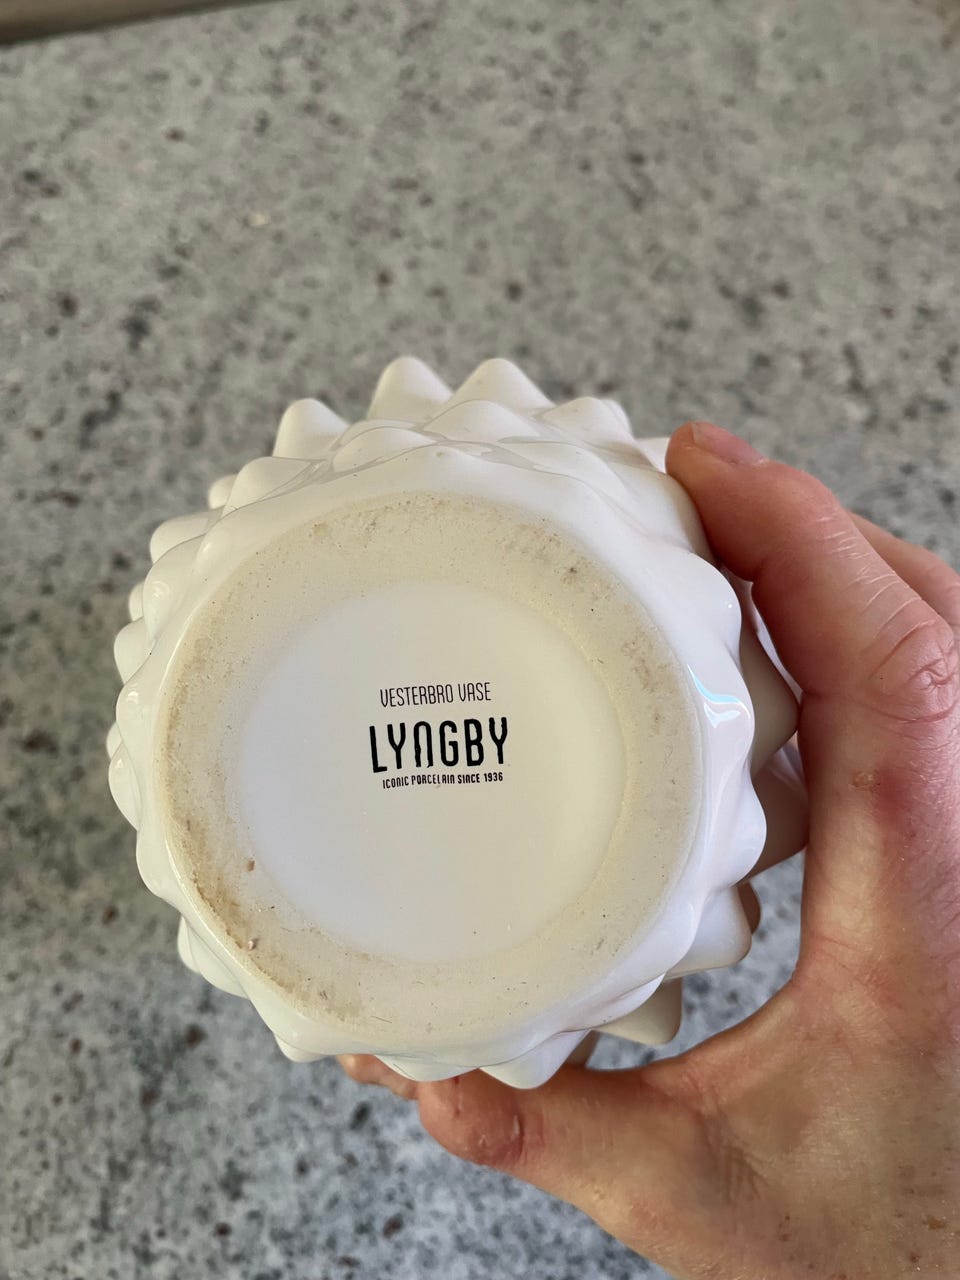 VESTERBRO VASE
LYNGBY
ICONIC PORCELAIN SINCE 1936